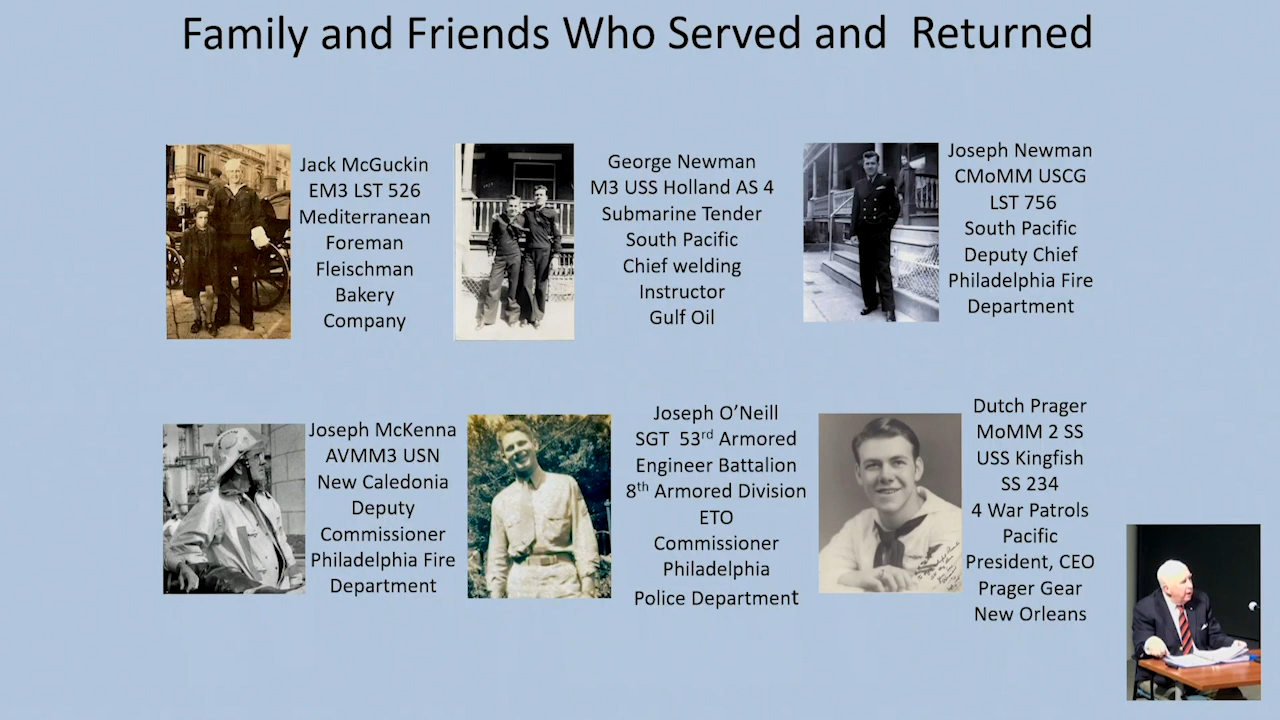 Family and Friends Who Served and Returned
Jack McGuckin
EM3 LST 526
Mediterranean
Foreman
Fleischman
Bakery
Company
George Newman
M3 USS Holland AS 4
Submarine Tender
South Pacific
Chief welding
Instructor
Gulf Oil
Joseph Newman
CMoMM USCG
LST 756
South Pacific
Deputy Chief
Philadelphia Fire
Department
Joseph McKenna
AVMM3 USN
New Caledonia
Deputy
Commissioner
Philadelphia Fire
Department
Joseph O’Neill
SGT 53rd Armored
Engineer Battalion
8th Armored Division
ETO
Commissioner
Philadelphia
Police Department
Dutch Prager
MoMM 2 SS
USS Kingfish
SS 234
4 War Patrols
Pacific
President, CEO
Prager Gear
New Orleans